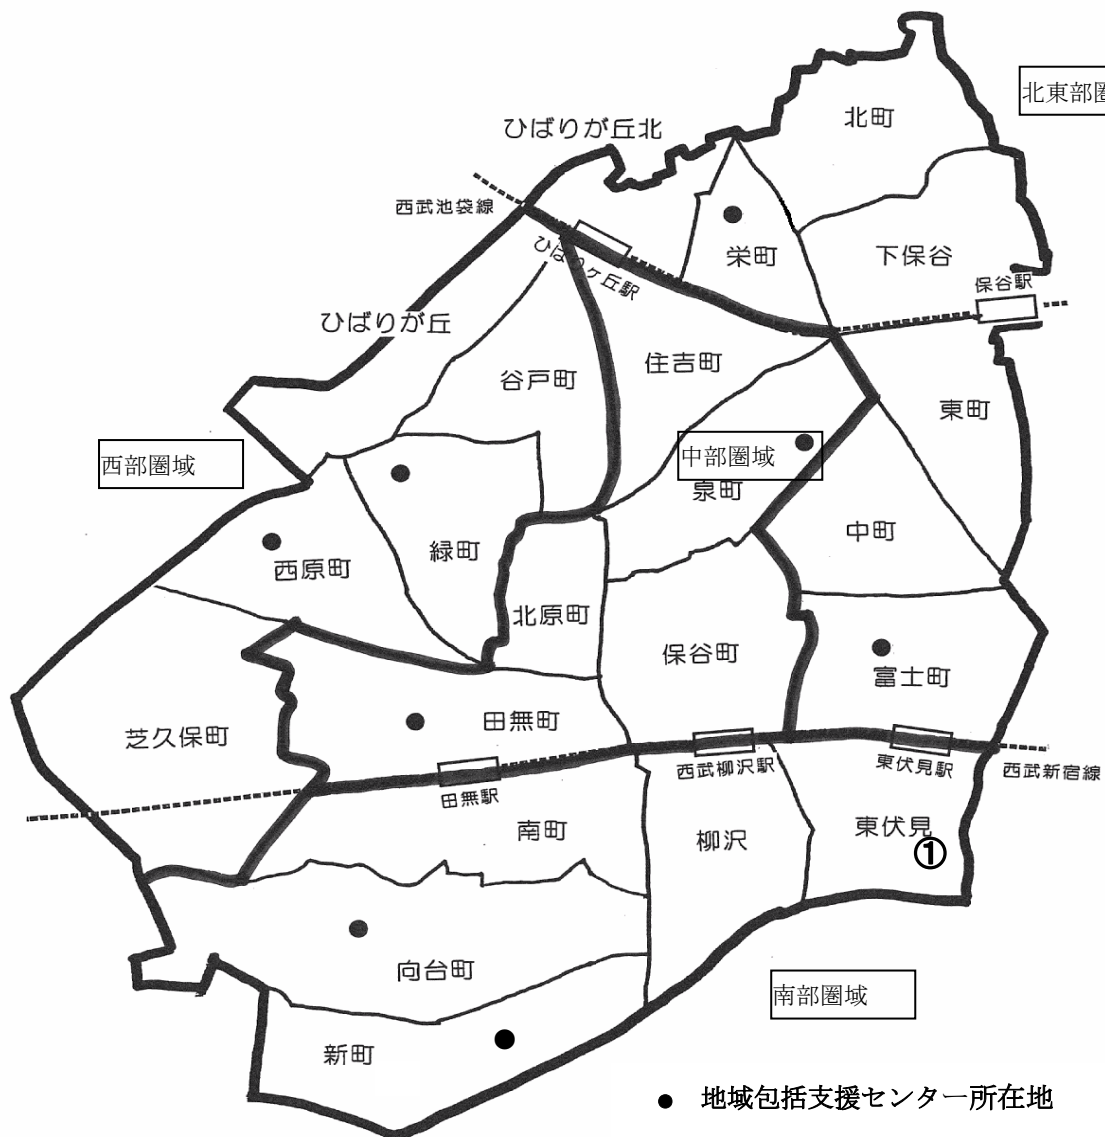 北町
北東部圏
ひばりが丘北
西武池袋線
栄町
下保谷
ひばりヶ丘駅
保谷駅
ひばりが丘
住吉町
谷戸町
東町
西部圏域
中部圏域
泉町
中町
緑町
西原町
北原町
保谷町
富士町
田無町
芝久保町
西武柳沢駅
東伏見駅
西武新宿線
田無駅
南町
柳沢
東伏見
①
向台町
南部圏域
新町
● 地域包括支援センター所在地